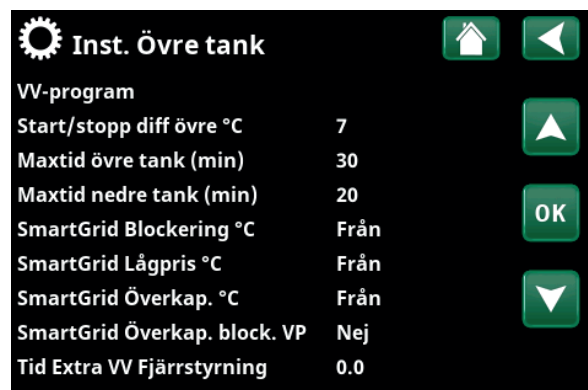 Inst. Övre tank
VV-program
Start/stopp diff övre °C 7
Maxtid övre tank (min) 30
Maxtid nedre tank (min) 20
OK
SmartGrid Blockering °C Från
SmartGrid Lågpris °C Från
SmartGrid Överkap. °C Från
SmartGrid Överkap. block. VP Nej
Tid Extra VV Fjärrstyrning 0.0